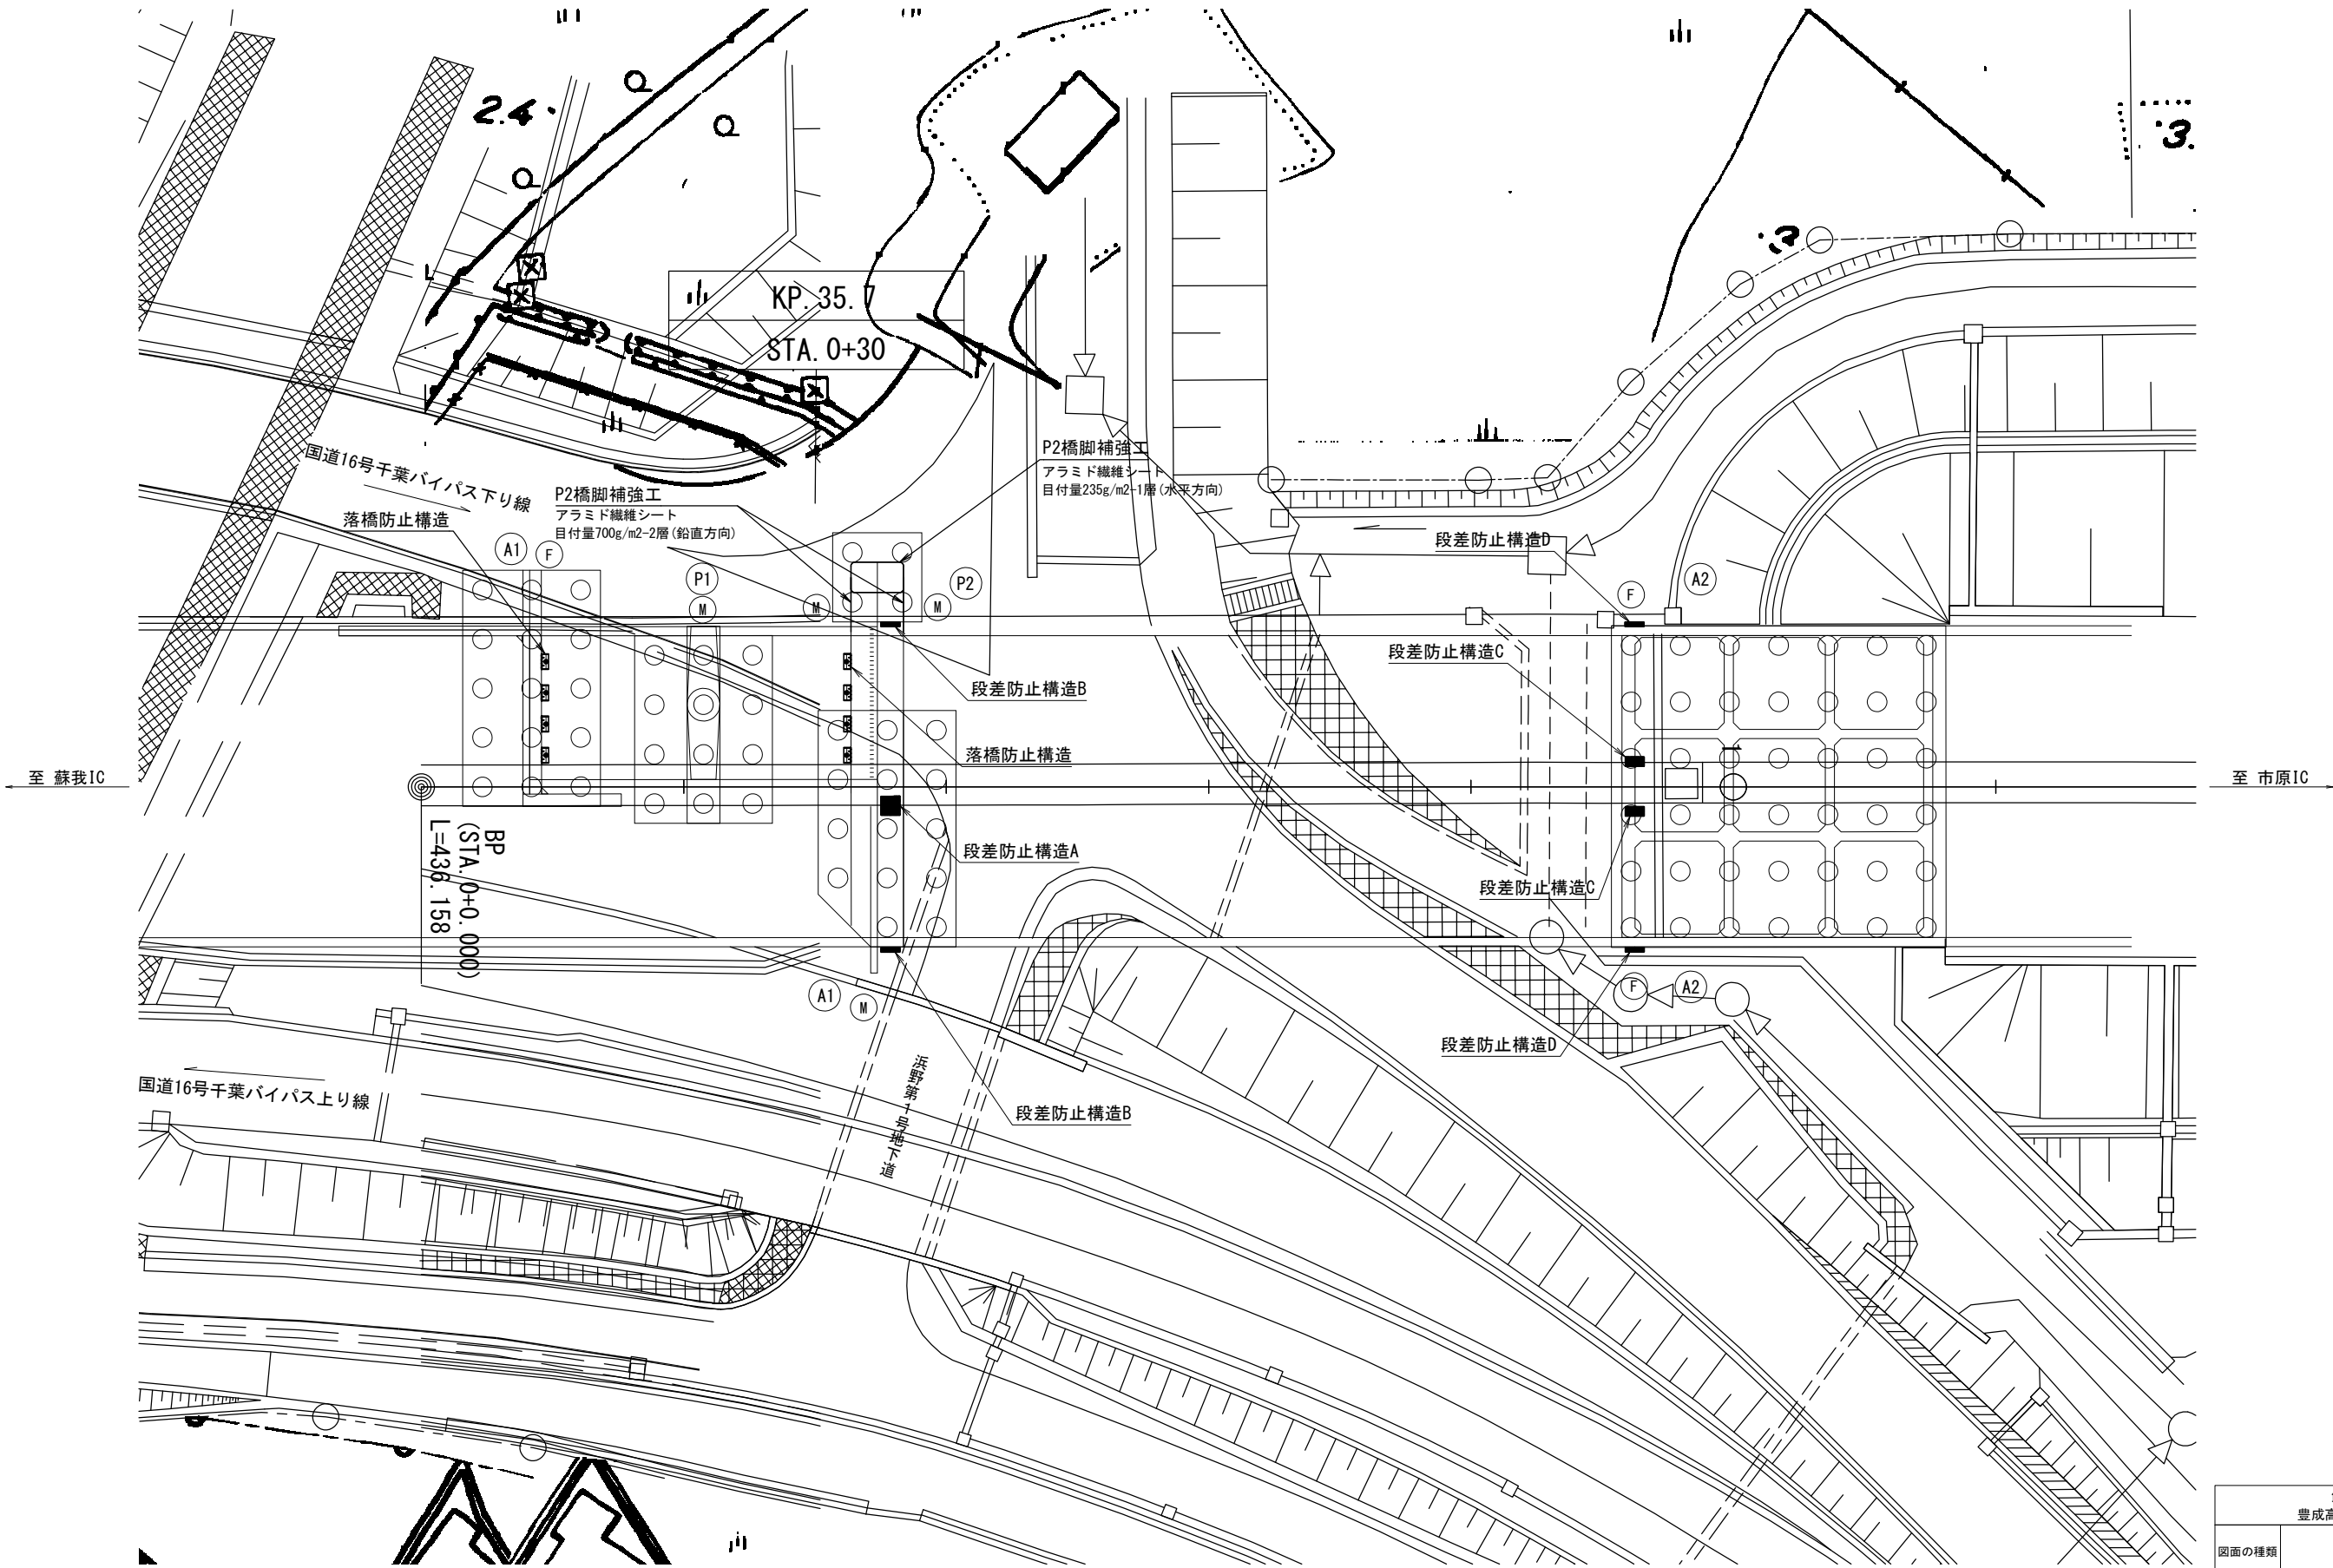 2.4
3.
3
KP. 35. 7
STA. 0+30
P2橋脚補強工
アラミド繊維シート
目付量235g/m2-1層(水平方向)
国道16号千葉バイパス下り線
P2橋脚補強工
アラミド繊維シート
目付量700g/m2-2層(鉛直方向)
落橋防止構造
A1
F
P1
M
M
M
P2
段差防止構造D
F
A2
段差防止構造C
段差防止構造B
落橋防止構造
至 蘇我IC
至 市原IC
BP
(STA. 0+0. 000)
L=436. 158
段差防止構造A
段差防止構造C
A1
M
F
A2
段差防止構造D
浜野第1号地下道
国道16号千葉バイパス上り線
段差防止構造B
豊成高
図面の種類